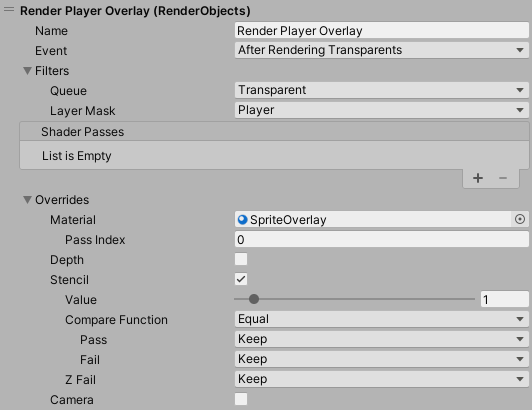 Render Player Overlay (RenderObjects)
Name Render Player Overlay
Event After Rendering Transparents
Filters
Queue Transparent
Layer Mask Player
Shader Passes
List is Empty
+ −
Overrides
Material SpriteOverlay
Pass Index 0
Depth
Stencil
Value 1
Compare Function Equal
Pass Keep
Fail Keep
Z Fail Keep
Camera